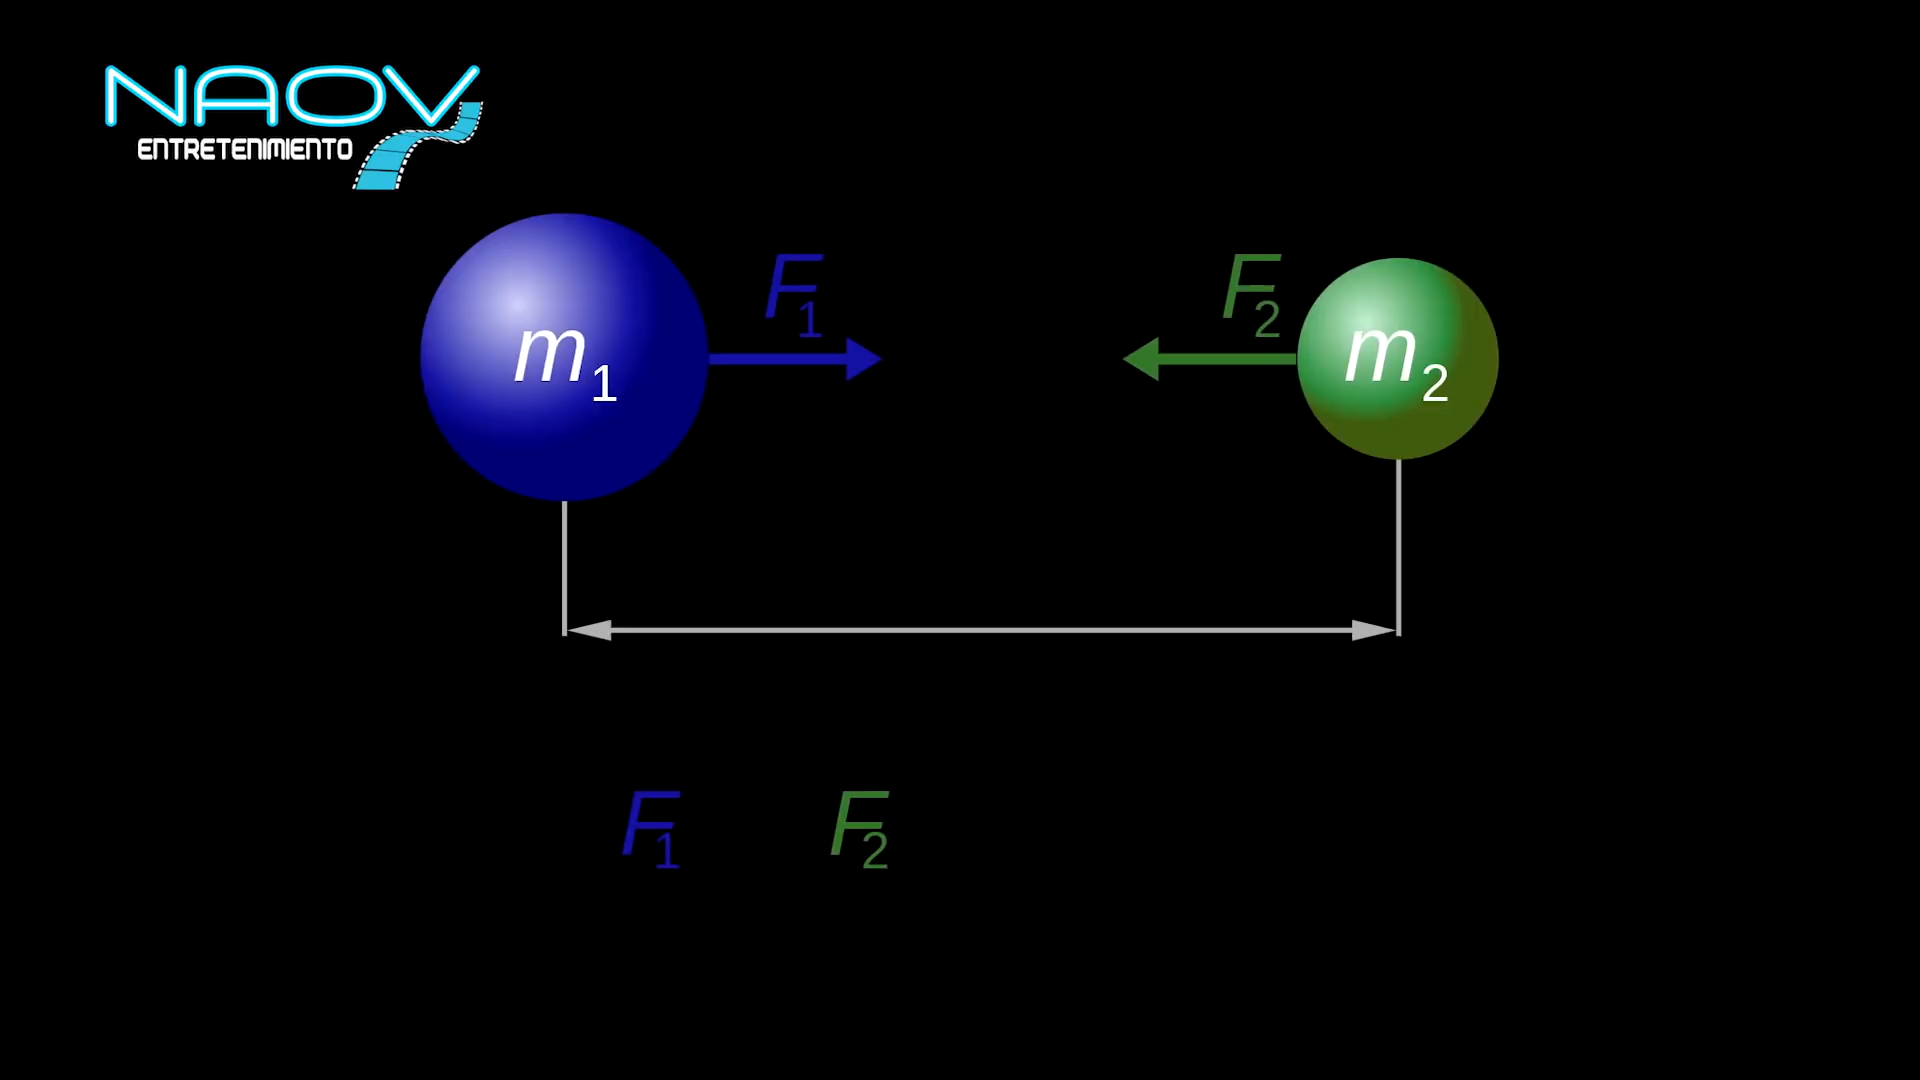 NAOV
ENTRETENIMIENTO
F1 F2
m1 m2
F1 F2